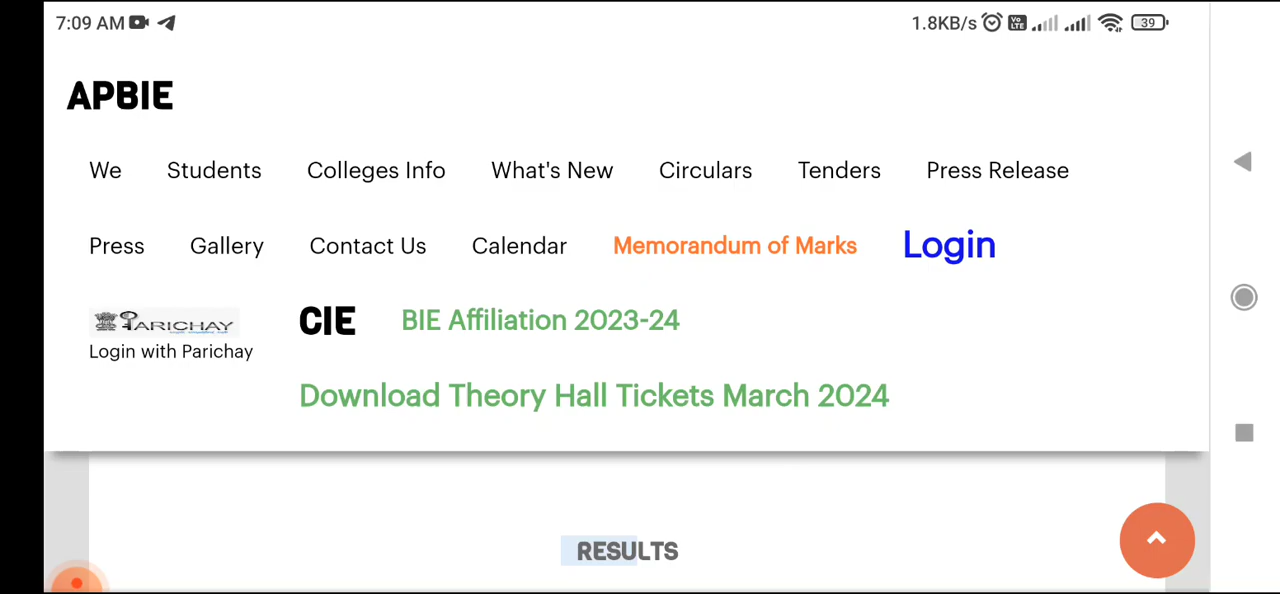 7:09 AM 1.8KB/s Vo LTE 39
APBIE
We Students Colleges Info What's New Circulars Tenders Press Release
Press Gallery Contact Us Calendar Memorandum of Marks Login
PARICHAY CIE BIE Affiliation 2023-24
Login with Parichay
Download Theory Hall Tickets March 2024
RESULTS